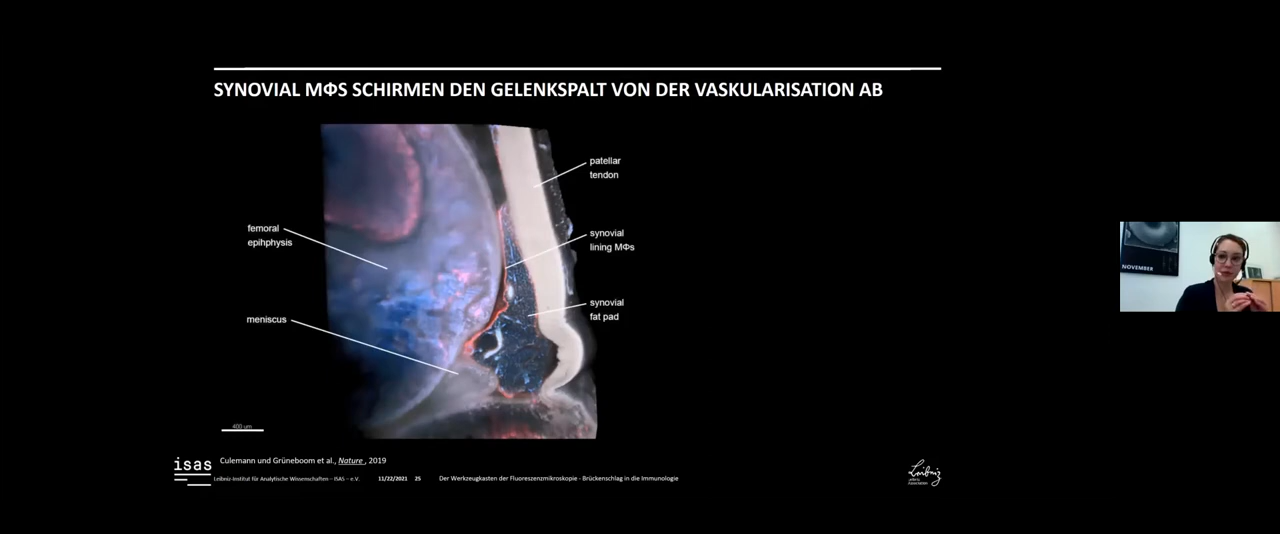 SYNOVIAL MΦS SCHIRMEN DEN GELENKSPALT VON DER VASKULARISATION AB
patellar
tendon
femoral
epihphysis
synovial
lining MΦs
synovial
fat pad
meniscus
400 um
NOVEMBER
isas
Culemann und Grüneboom et al., Nature , 2019
Leibniz-Institut für Analytische Wissenschaften – ISAS – e.V. 11/22/2021 25 Der Werkzeugkasten der Fluoreszenzmikroskopie - Brückenschlag in die Immunologie
Leibniz